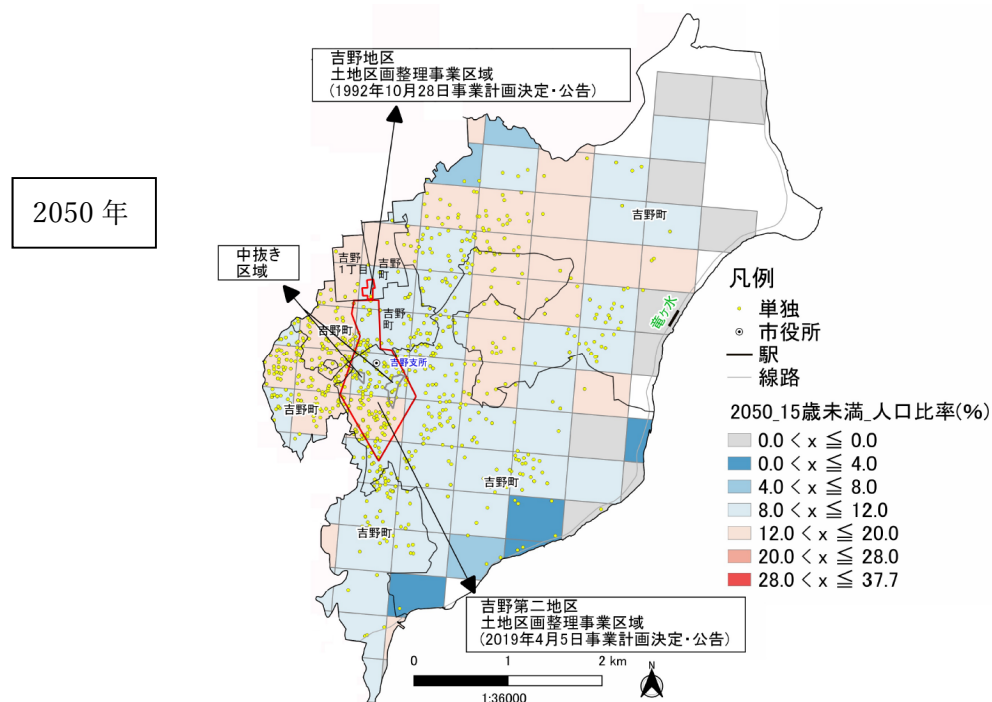 吉野地区
土地区画整理事業区域
(1992年10月28日事業計画決定・公告)
2050 年
吉野町
中抜き
区域
吉野
1丁目
吉野
町
吉野
町
吉野町
吉野支所
吉野町
吉野町
吉野町
竜ヶ水
凡例
単独
市役所
駅
線路
2050_15歳未満_人口比率(%)
0.0 < x ≦ 0.0
0.0 < x ≦ 4.0
4.0 < x ≦ 8.0
8.0 < x ≦ 12.0
12.0 < x ≦ 20.0
20.0 < x ≦ 28.0
28.0 < x ≦ 37.7
吉野第二地区
土地区画整理事業区域
(2019年4月5日事業計画決定・公告)
0 1 2 km
1:36000
N